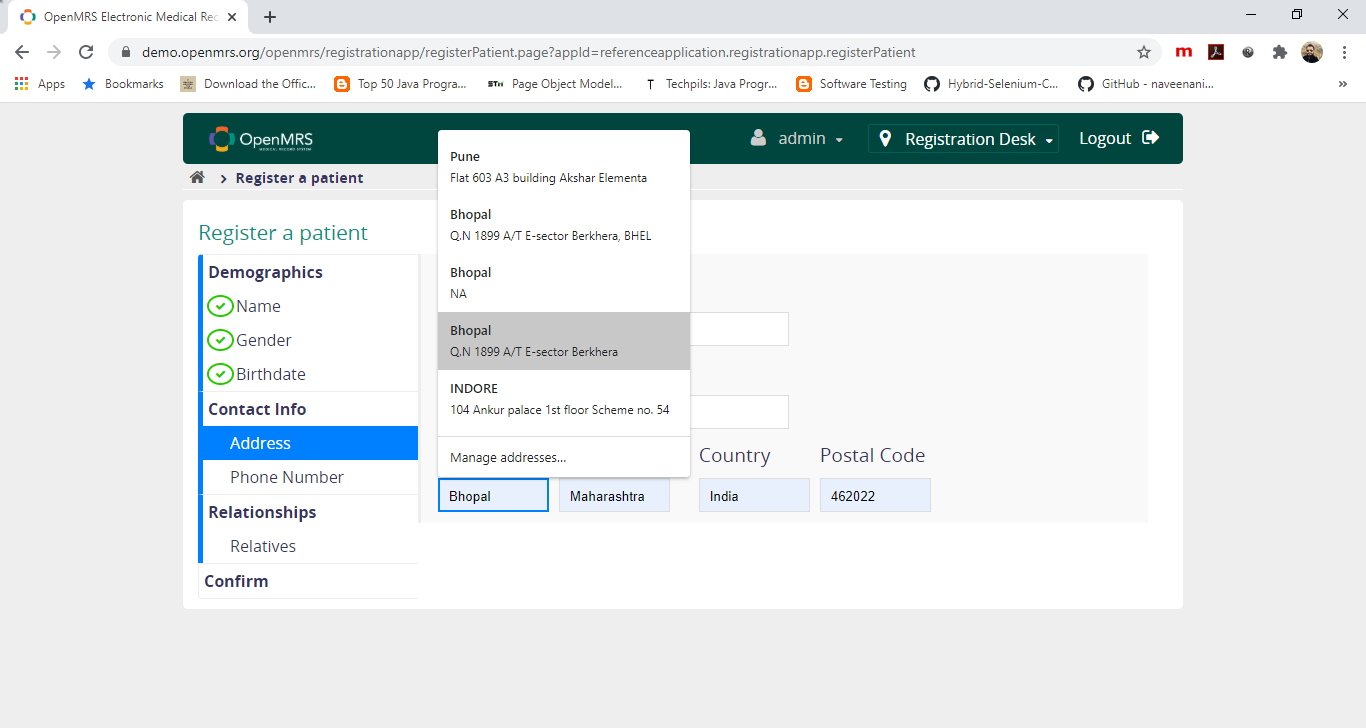 OpenMRS Electronic Medical Rec
demo.openmrs.org/openmrs/registrationapp/registerPatient.page?appId=referenceapplication.registrationapp.registerPatient
m
Apps Bookmarks Download the Offic... Top 50 Java Progra... STH Page Object Model... T Techpils: Java Progr... Software Testing Hybrid-Selenium-C... GitHub - naveenani... »
OpenMRS
MEDICAL RECORD SYSTEM
admin Registration Desk Logout
Register a patient
Register a patient
Demographics
Name
Gender
Birthdate
Contact Info
Address
Phone Number
Relationships
Relatives
Confirm
Pune
Flat 603 A3 building Akshar Elementa
Bhopal
Q.N 1899 A/T E-sector Berkhera, BHEL
Bhopal
NA
Bhopal
Q.N 1899 A/T E-sector Berkhera
INDORE
104 Ankur palace 1st floor Scheme no. 54
Manage addresses...
Country Postal Code
Bhopal Maharashtra India 462022